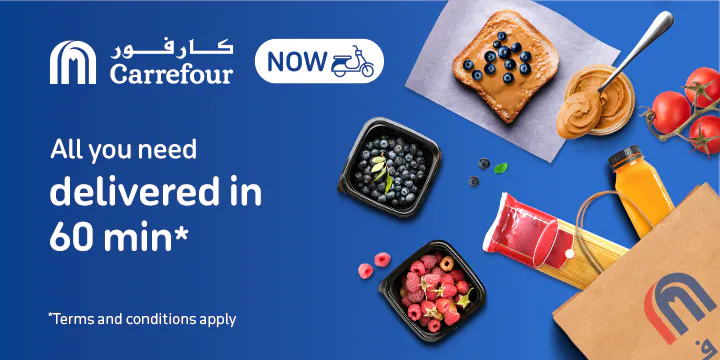 كارفور
Carrefour
NOW
All you need
delivered in
60 min*
*Terms and conditions apply